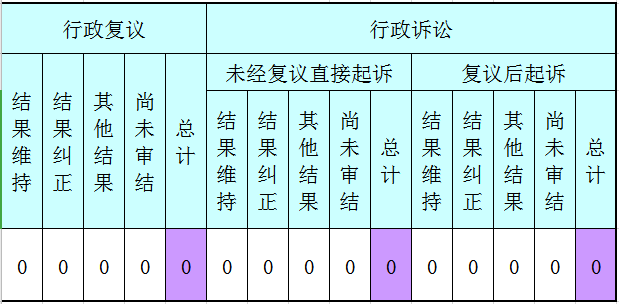 行政复议 行政诉讼
未经复议直接起诉 复议后起诉
结果维持 结果纠正 其他结果 尚未审结 总计 结果维持 结果纠正 其他结果 尚未审结 总计 结果维持 结果纠正 其他结果 尚未审结 总计
0 0 0 0 0 0 0 0 0 0 0 0 0 0 0